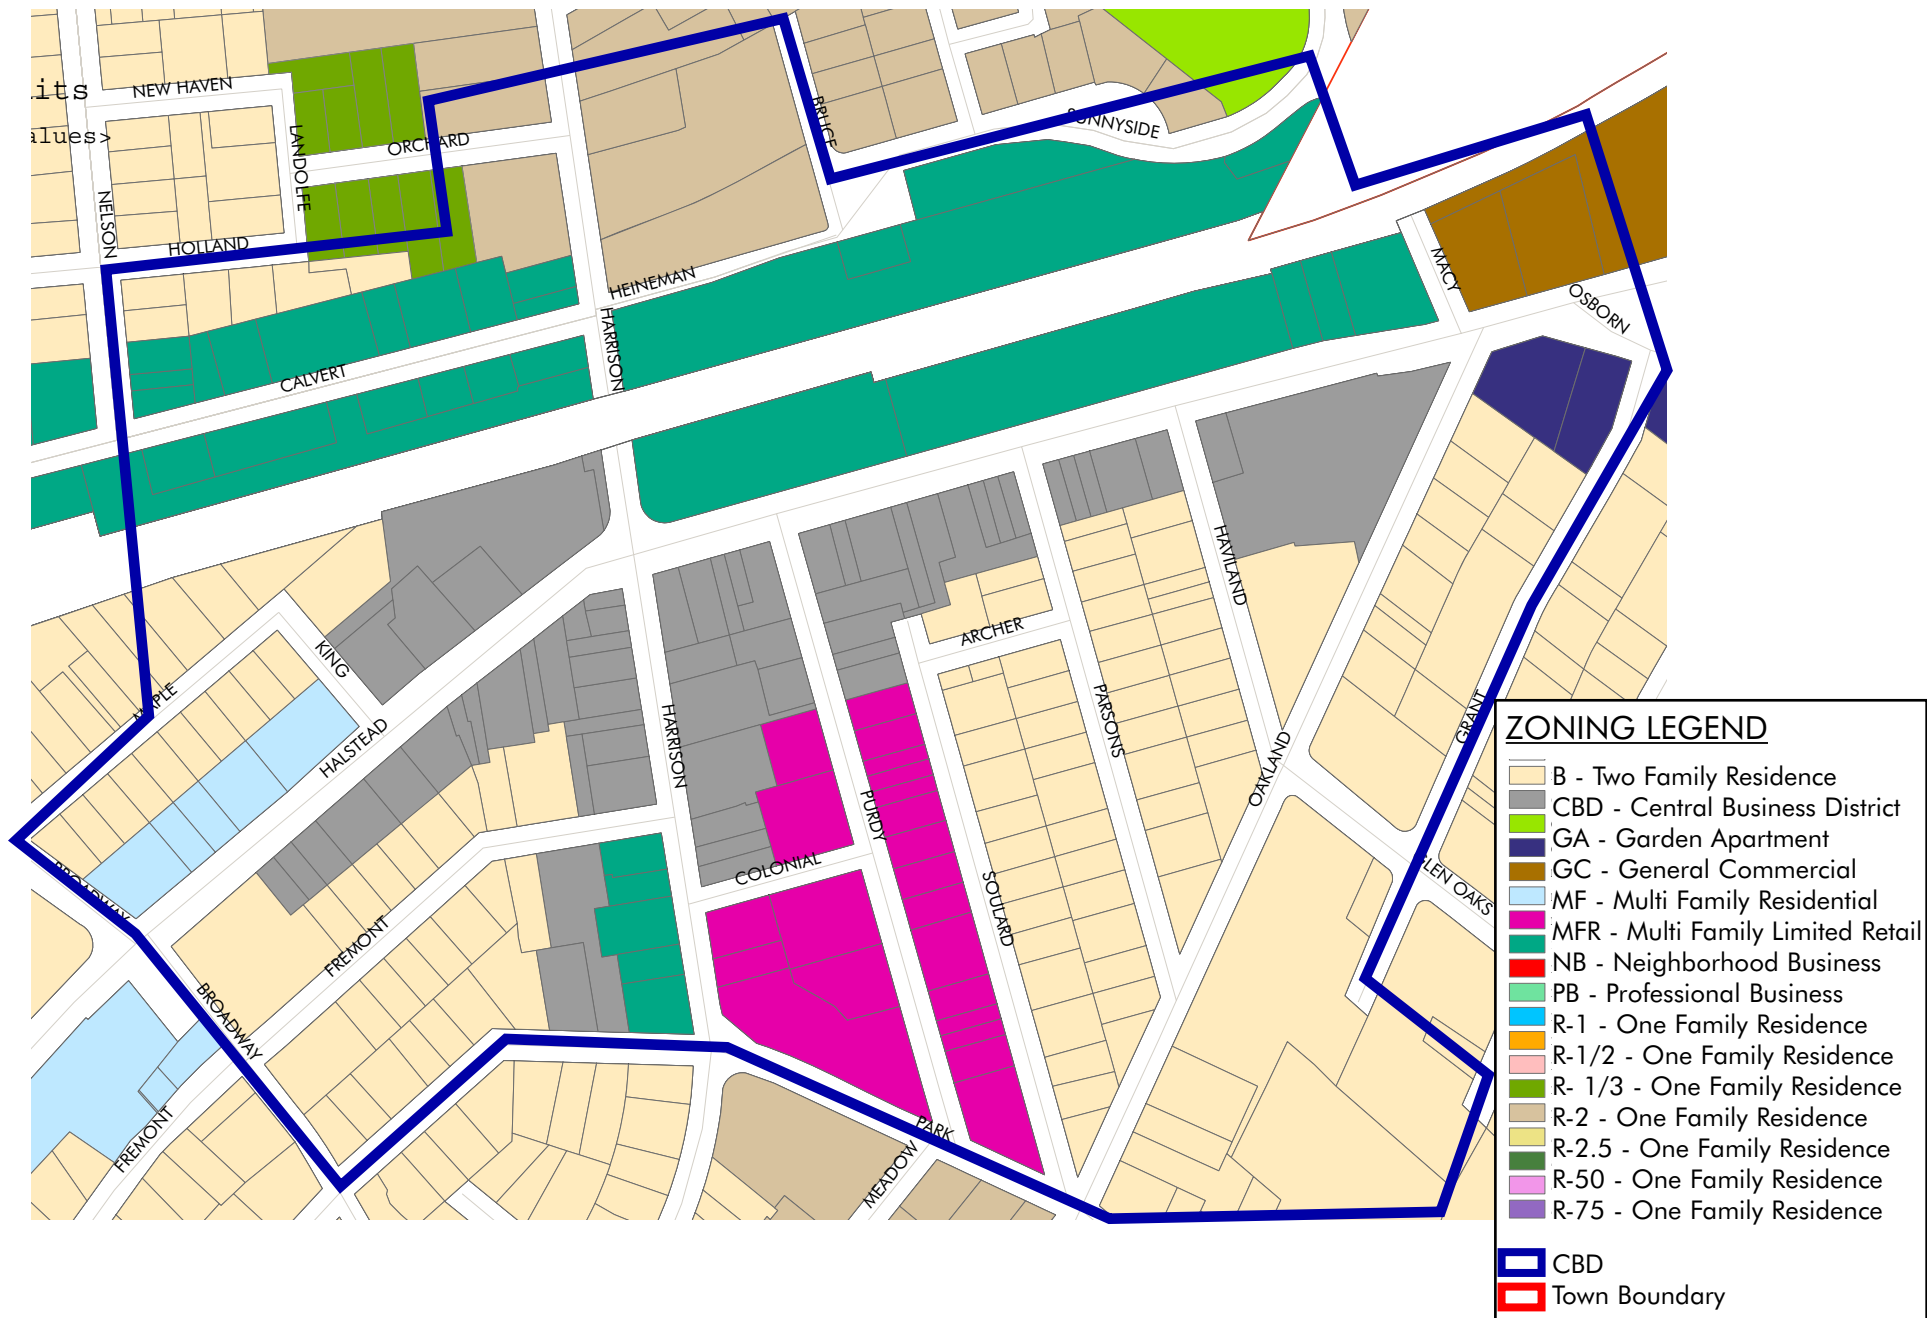 NEW HAVEN
its
alues>
LANDOLFE
ORCHARD
BRUCE
SUNNYSIDE
NELSON
HOLLAND
HEINEMAN
MACY
OSBORN
HARRISON
CALVERT
HAVILAND
ARCHER
KING
MAPLE
HALSTEAD
HARRISON
PARSONS
GRANT
OAKLAND
PURDY
COLONIAL
SOULARD
BROADWAY
FREMONT
BROADWAY
LEN OAKS
FREMONT
PARK
MEADOW
ZONING LEGEND
B - Two Family Residence
CBD - Central Business District
GA - Garden Apartment
GC - General Commercial
MF - Multi Family Residential
MFR - Multi Family Limited Retail
NB - Neighborhood Business
PB - Professional Business
R-1 - One Family Residence
R-1/2 - One Family Residence
R- 1/3 - One Family Residence
R-2 - One Family Residence
R-2.5 - One Family Residence
R-50 - One Family Residence
R-75 - One Family Residence
CBD
Town Boundary